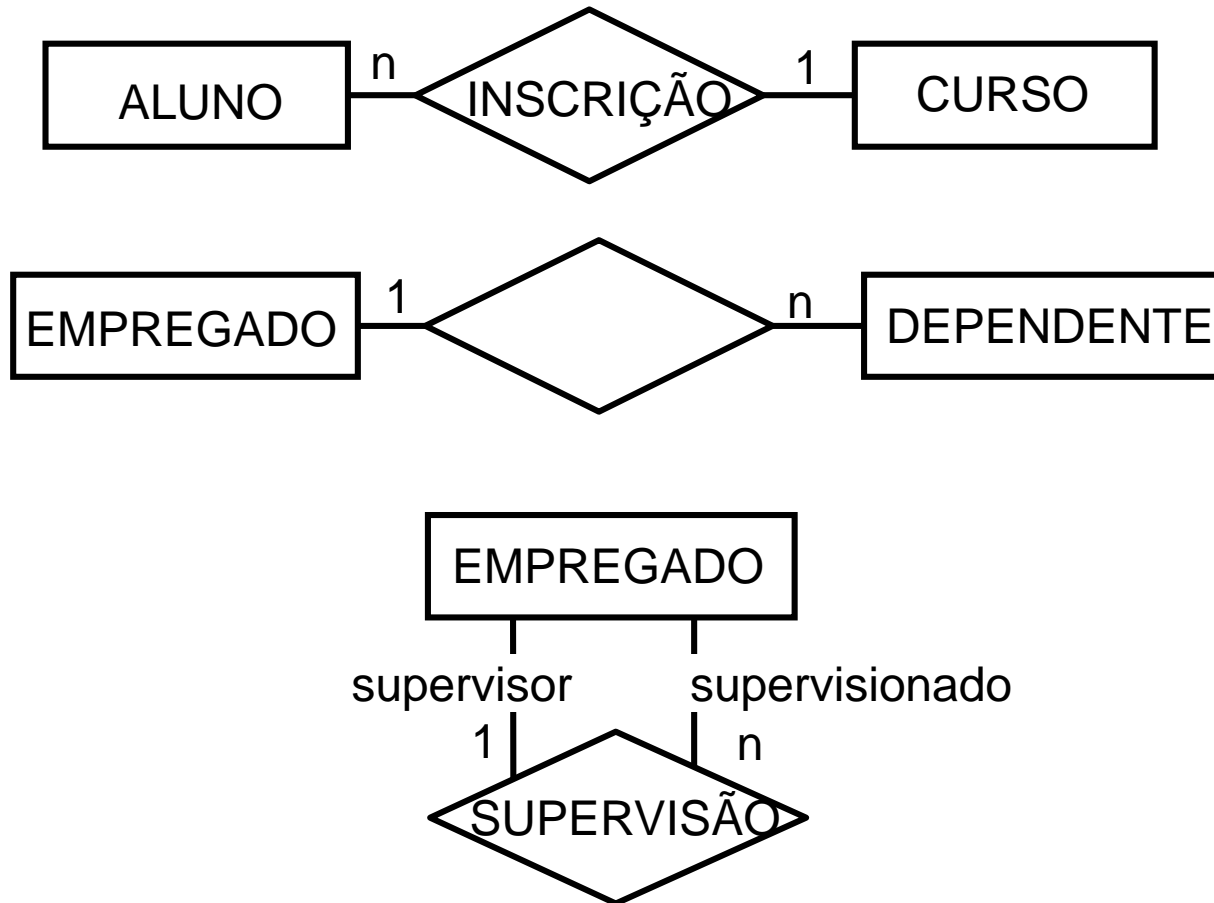 n 1
ALUNO INSCRIÇÃO CURSO
1 n
EMPREGADO DEPENDENTE
EMPREGADO
supervisor supervisionado
1 n
SUPERVISÃO